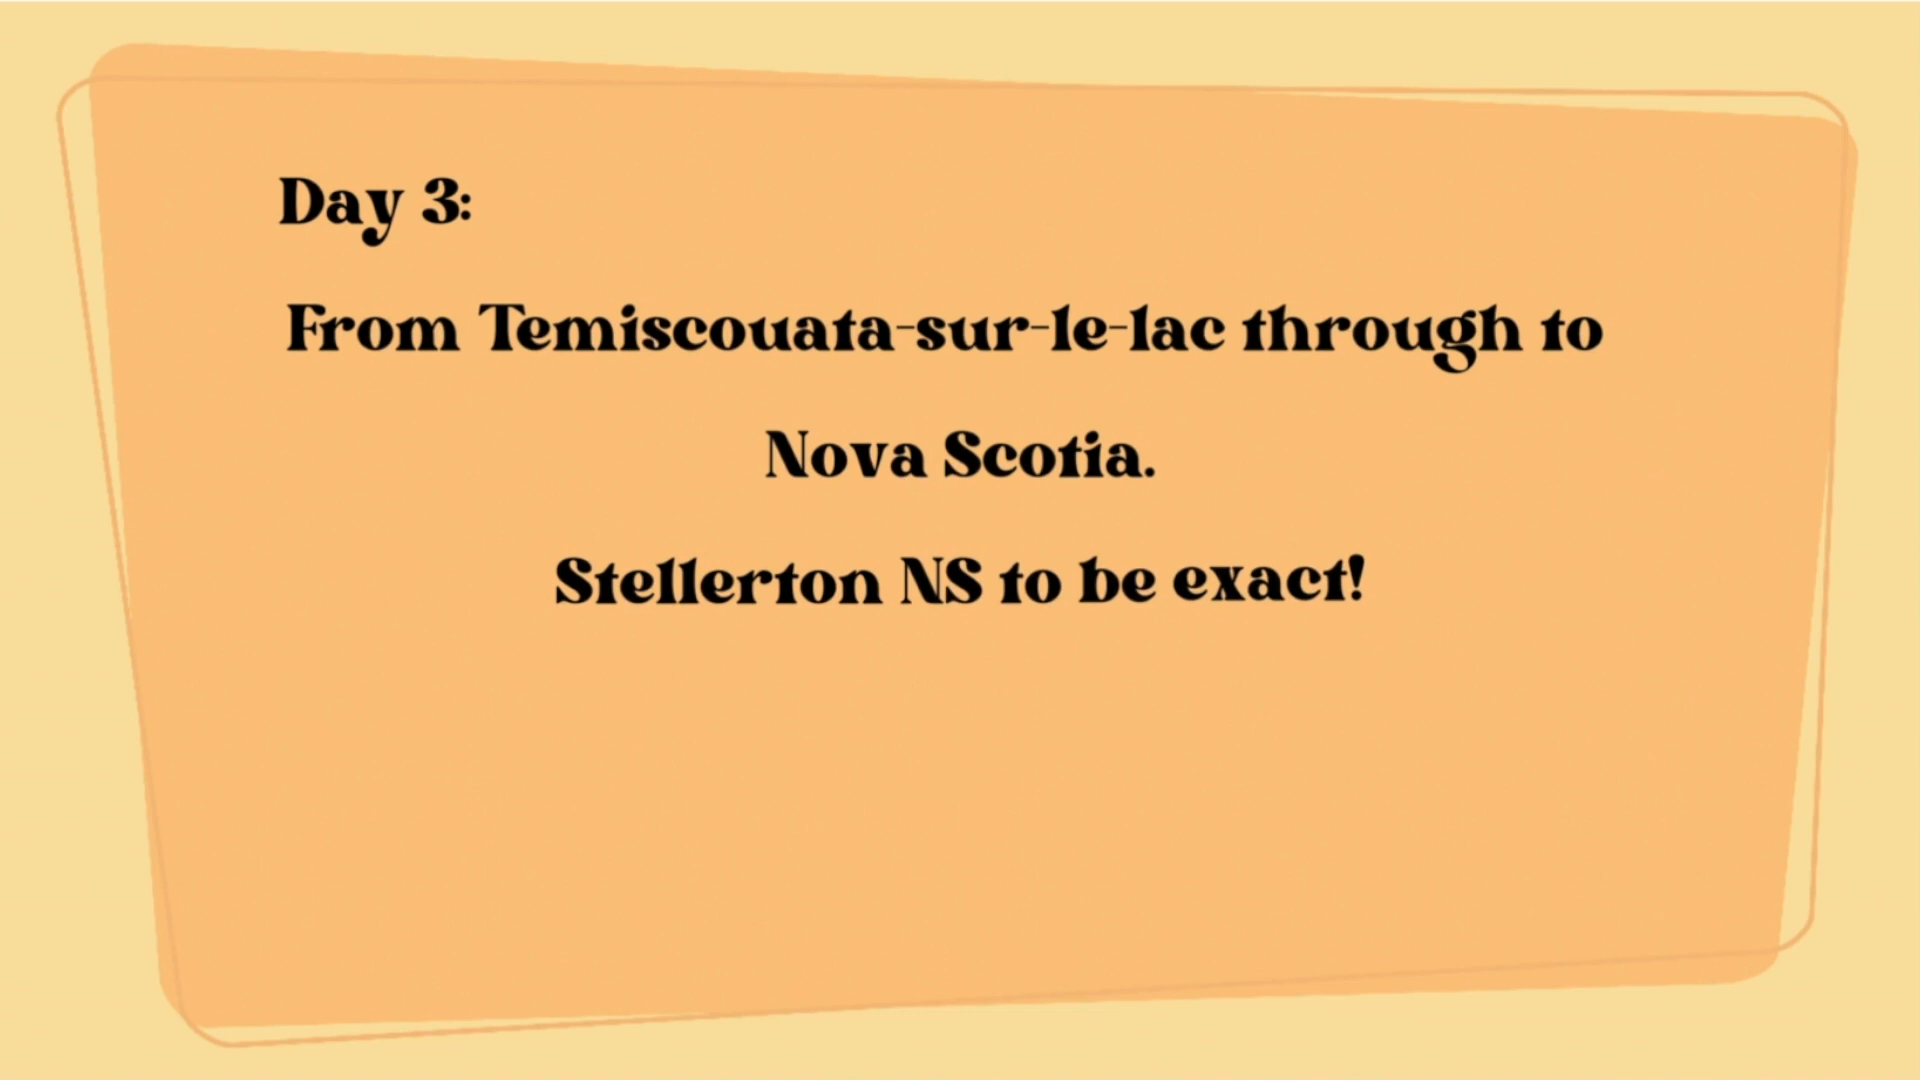 Day 3:
From Temiscouata-sur-le-lac through to
Nova Scotia.
Stellerton NS to be exact!